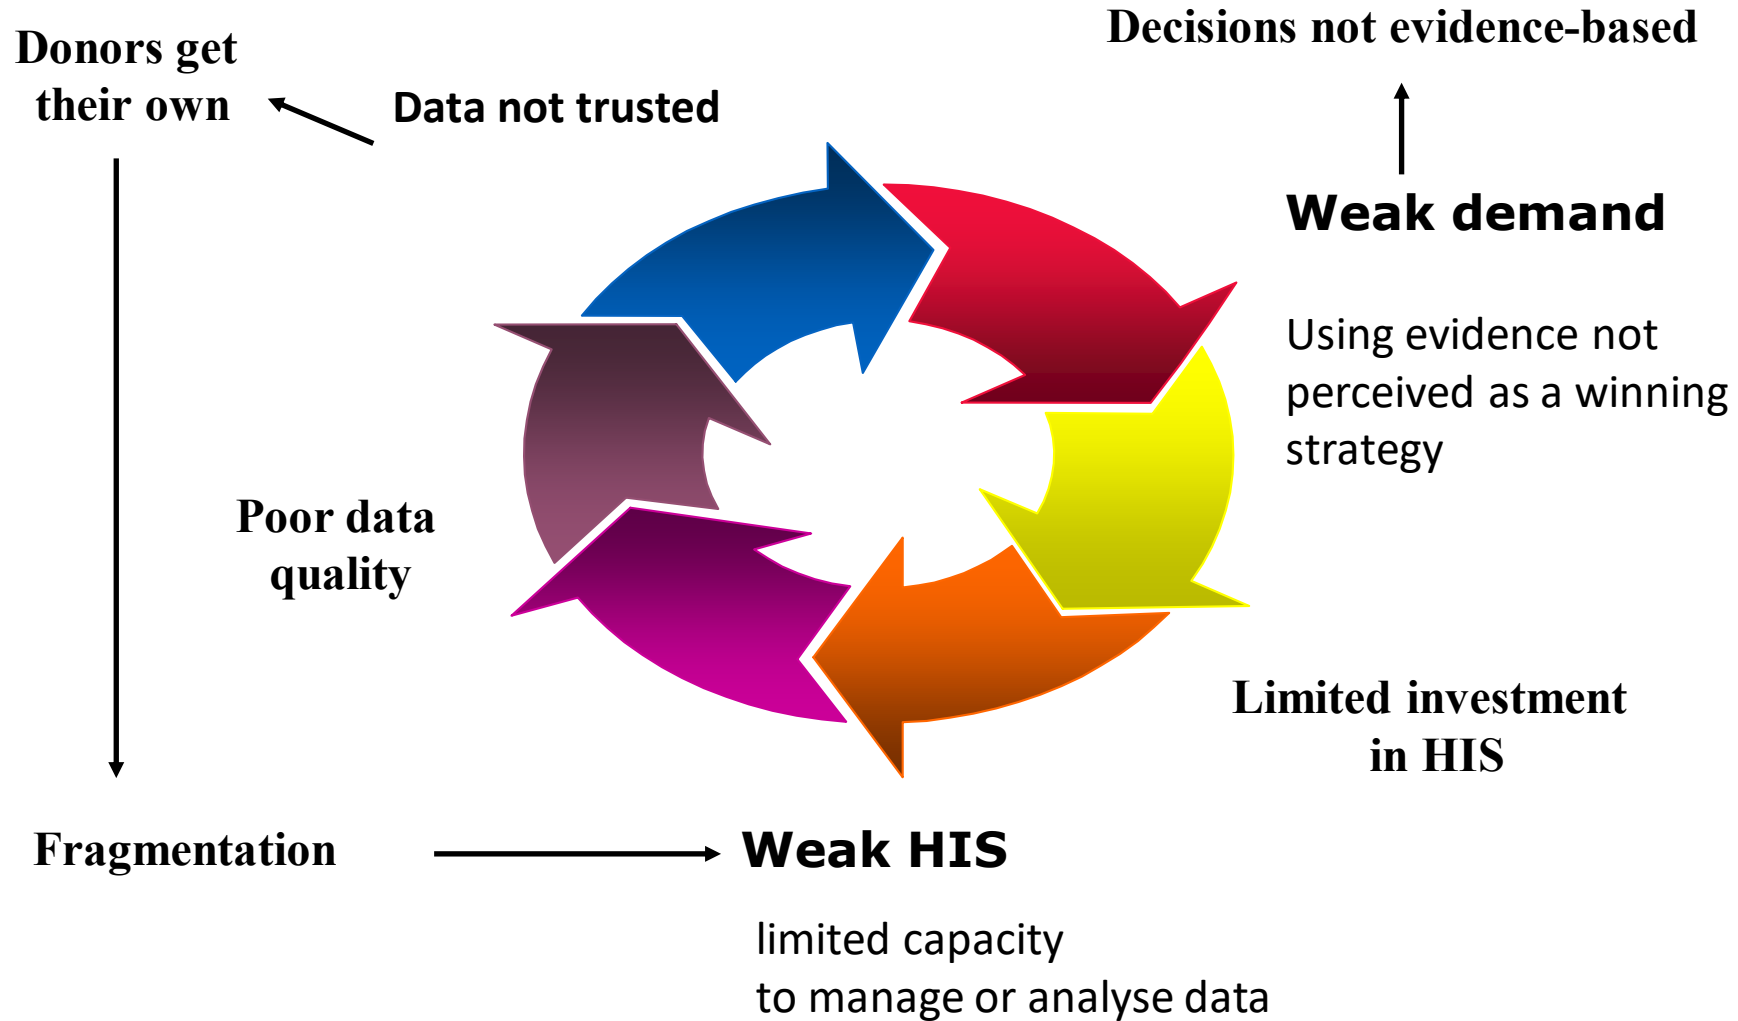 Donors get
their own
Data not trusted
Decisions not evidence-based
Weak demand
Using evidence not
perceived as a winning
strategy
Poor data
quality
Limited investment
in HIS
Fragmentation
Weak HIS
limited capacity
to manage or analyse data